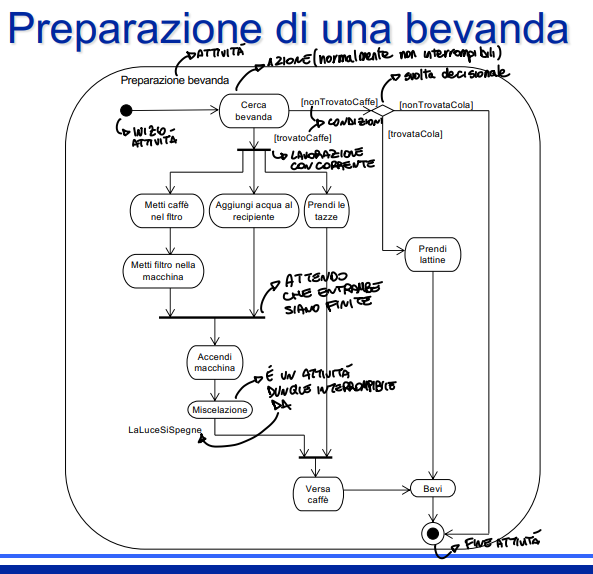 Preparazione di una bevanda
ATTIVITÀ
AZIONE (normalmente non interrompibili)
Preparazione bevanda
svolta decisionale
Cerca
bevanda
[nonTrovatoCaffe]
[nonTrovataCola]
INIZIO-
ATTIVITÀ
CONDIZIONI
[trovatoCaffe]
[trovataCola]
LAVORAZIONE
CONCORRENTE
Metti caffè
nel fltro
Aggiungi acqua al
recipiente
Prendi le
tazze
Prendi
lattine
Metti filtro nella
macchina
ATTENDO
CHE ENTRAMBE
SIANO FINITE
Accendi
macchina
È UN ATTIVITÀ
DUNQUE INTERROMPIBILE
DA
Miscelazione
LaLuceSiSpegne
Versa
caffè
Bevi
FINE ATTIVITÀ